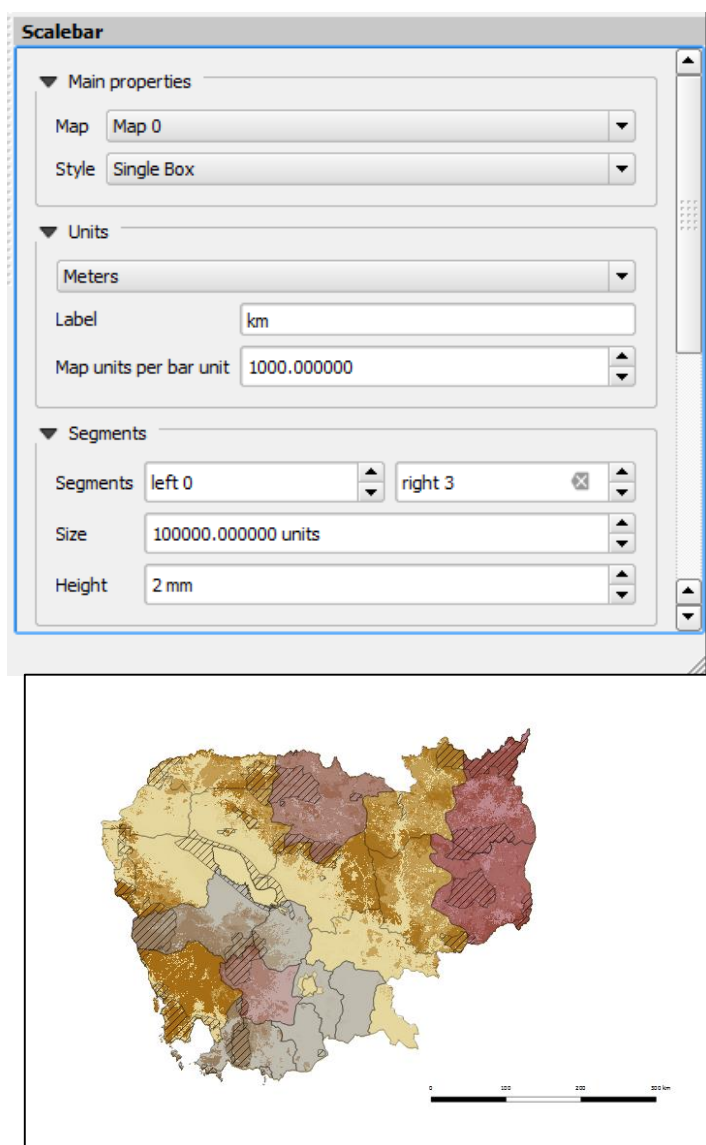 Scalebar
Main properties
Map Map 0
Style Single Box
Units
Meters
Label km
Map units per bar unit 1000.000000
Segments
Segments left 0 right 3
Size 100000.000000 units
Height 2 mm
0 100 200 300 km